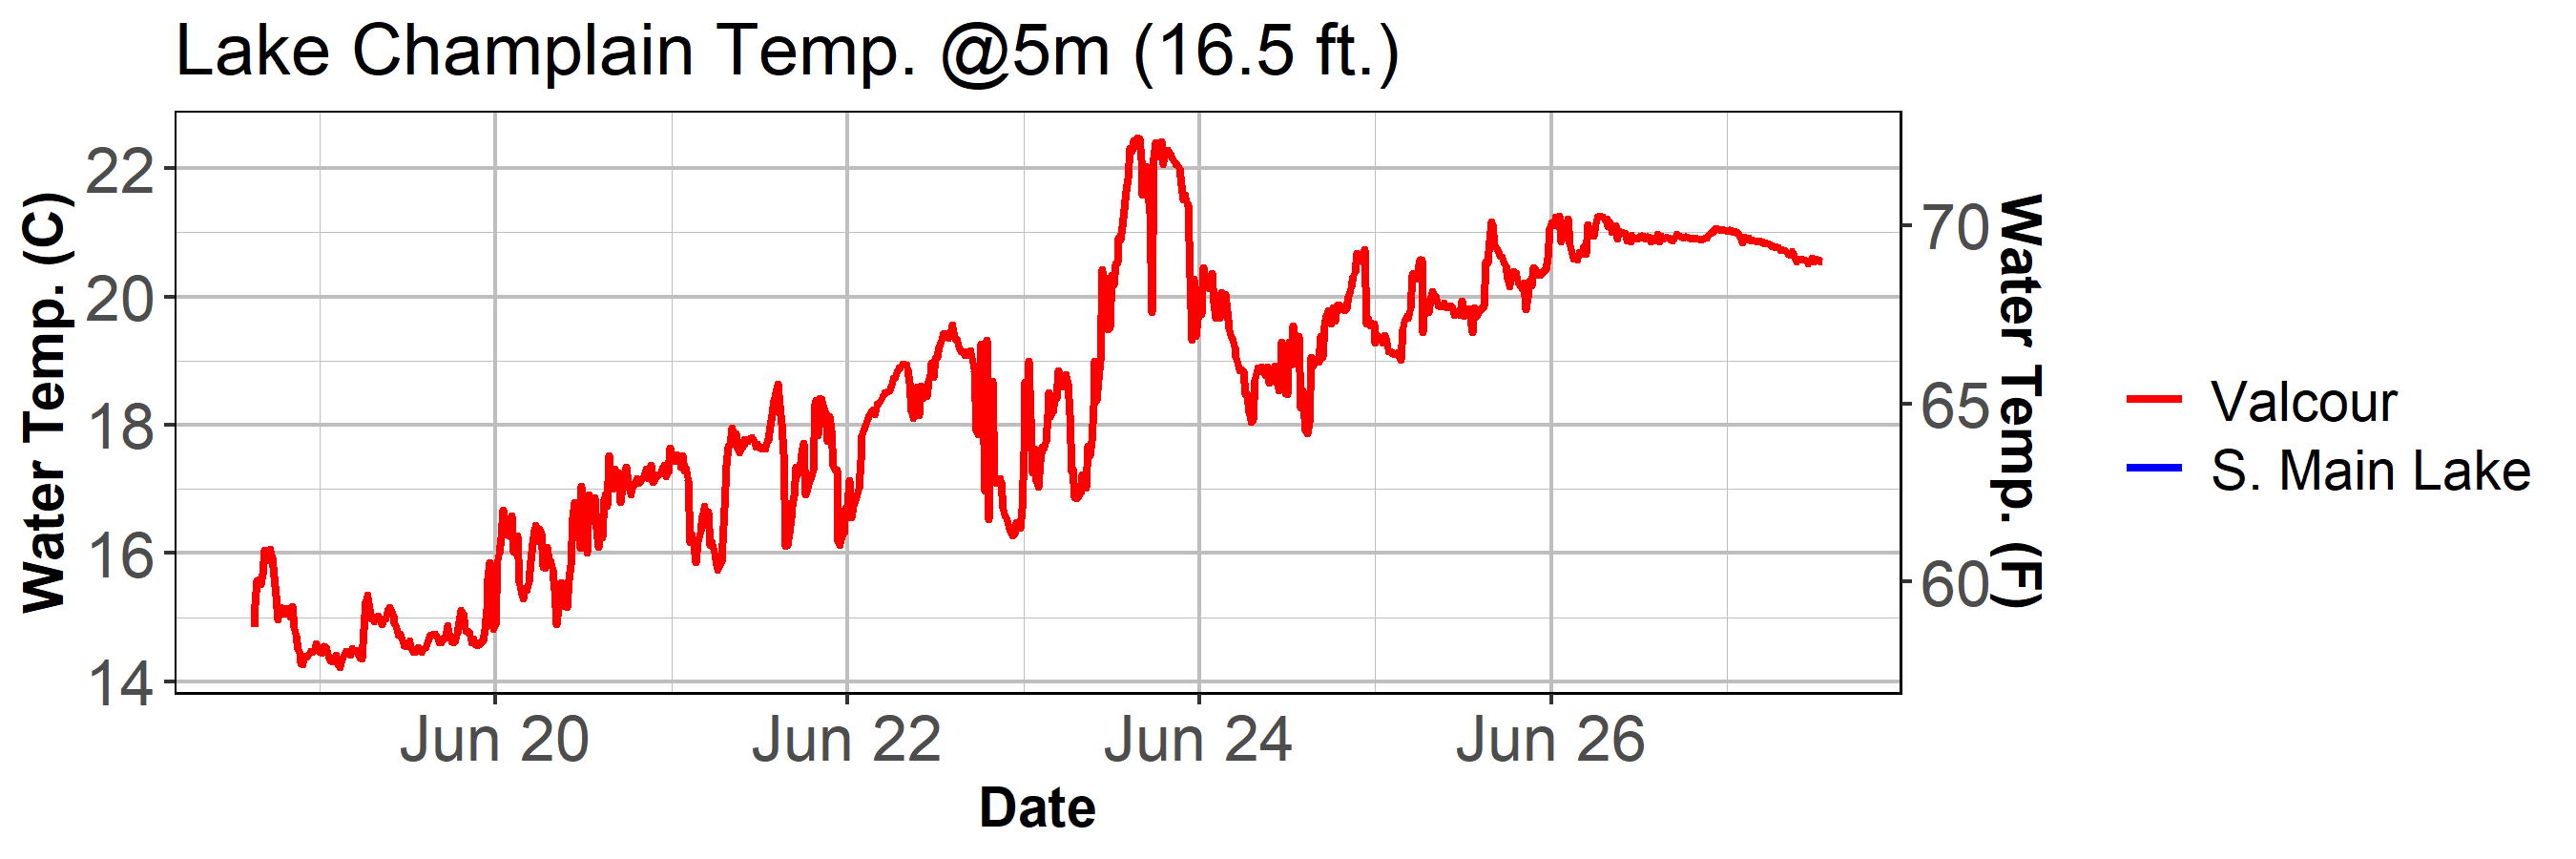 Lake Champlain Temp. @5m (16.5 ft.)
Water Temp. (C)
22
20
18
16
14
70
65
60
Water Temp. (F)
Jun 20
Jun 22
Jun 24
Jun 26
Date
Valcour
S. Main Lake